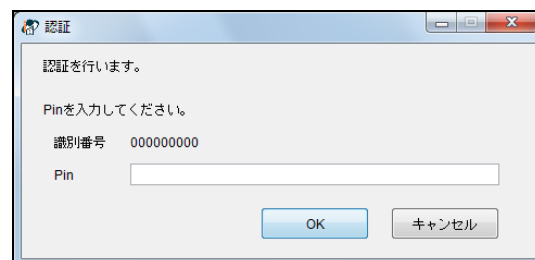 認証
認証を行います。
Pinを入力してください。
識別番号 000000000
Pin
OK キャンセル